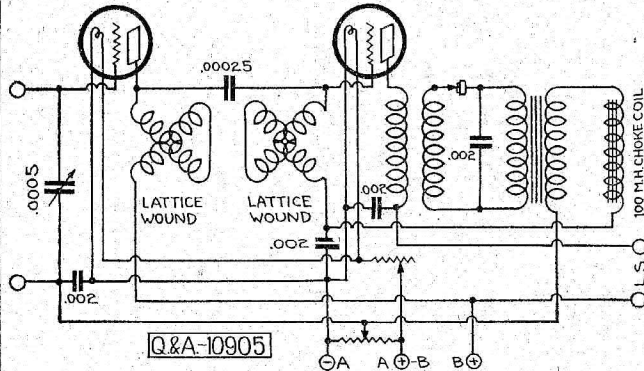 .00025
.0005
LATTICE
WOUND
LATTICE
WOUND
.002
.002
.002
.002
100 M.H. CHOKE COIL
L.S.
Q.&A.-10905
⊖A
A ⊕-B
B⊕